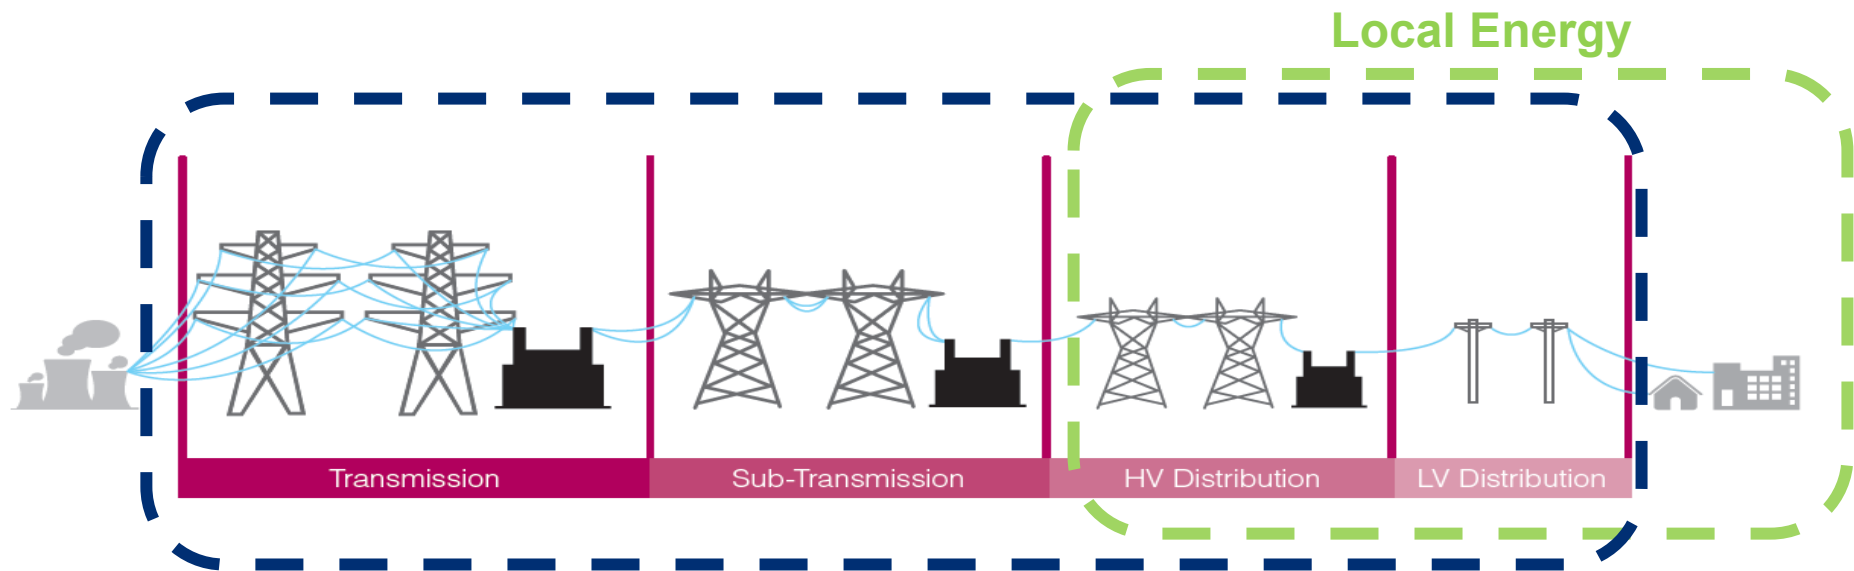 Local Energy
Transmission
Sub-Transmission
HV Distribution
LV Distribution